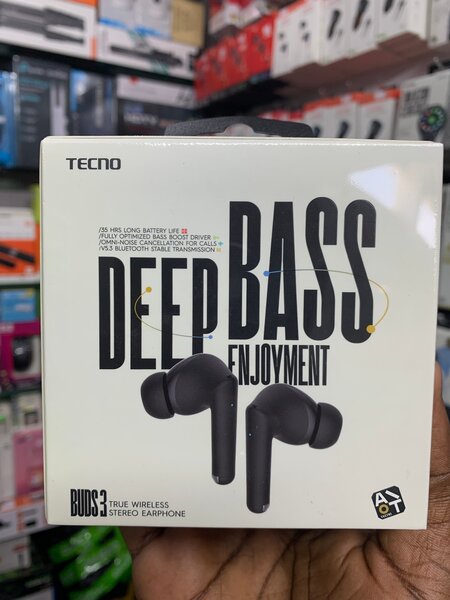 TECNO
/35 HRS LONG BATTERY LIFE
/FULLY OPTIMIZED BASS BOOST DRIVER
/OMNI-NOISE CANCELLATION FOR CALLS
/V5.3 BLUETOOTH STABLE TRANSMISSION
DEEP BASS
ENJOYMENT
BUDS 3 TRUE WIRELESS
STEREO EARPHONE